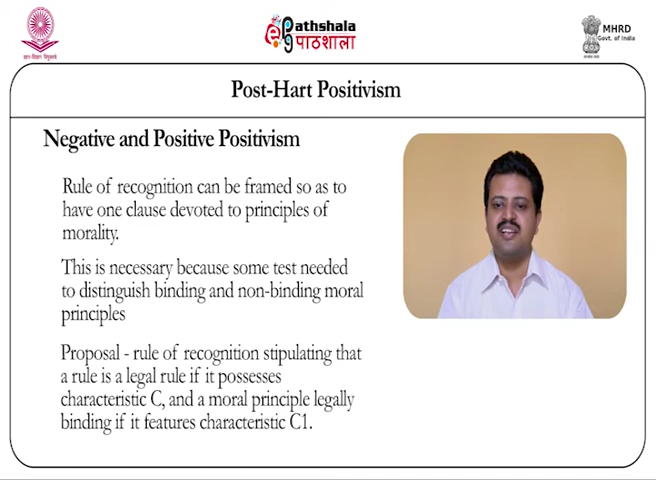 Pathshala
पाठशाला
MHRD
Govt. of India
Post-Hart Positivism
Negative and Positive Positivism
Rule of recognition can be framed so as to
have one clause devoted to principles of
morality.
This is necessary because some test needed
to distinguish binding and non-binding moral
principles
Proposal - rule of recognition stipulating that
a rule is a legal rule if it possesses
characteristic C, and a moral principle legally
binding if it features characteristic C1.